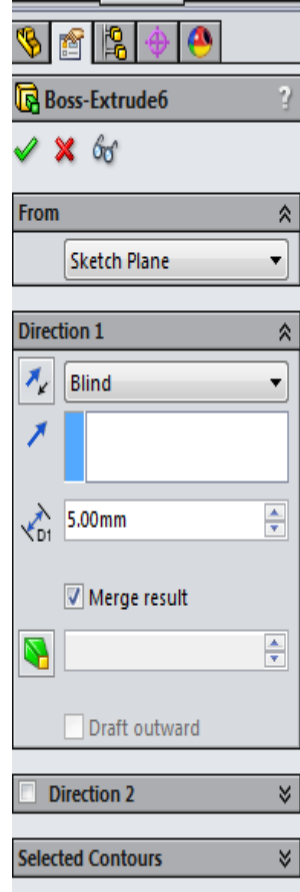 Boss-Extrude6 ?
From
Sketch Plane
Direction 1
Blind
D1 5.00mm
Merge result
Draft outward
Direction 2
Selected Contours